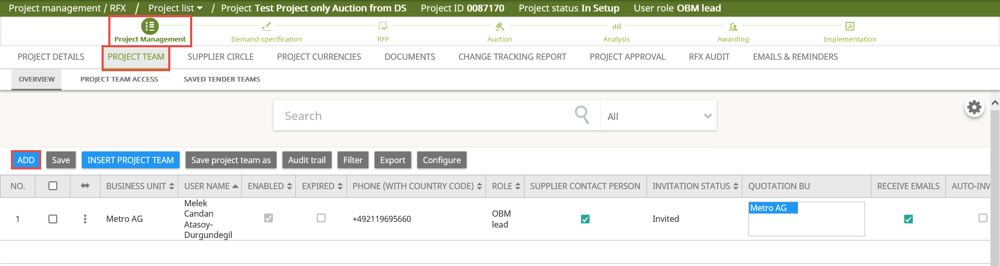 Project management / RFX / Project list / Project Test Project only Auction from DS Project ID 0087170 Project status In Setup User role OBM lead
Project Management Demand specification RFP Auction Analysis Awarding Implementation
PROJECT DETAILS PROJECT TEAM SUPPLIER CIRCLE PROJECT CURRENCIES DOCUMENTS CHANGE TRACKING REPORT PROJECT APPROVAL RFX AUDIT EMAILS & REMINDERS
OVERVIEW PROJECT TEAM ACCESS SAVED TENDER TEAMS
Search All
ADD Save INSERT PROJECT TEAM Save project team as Audit trail Filter Export Configure
NO. BUSINESS UNIT USER NAME ENABLED EXPIRED PHONE (WITH COUNTRY CODE) ROLE SUPPLIER CONTACT PERSON INVITATION STATUS QUOTATION BU RECEIVE EMAILS AUTO-INV
1 Metro AG Melek Candan Atasoy-Durgundegil +492119695660 OBM lead Invited Metro AG